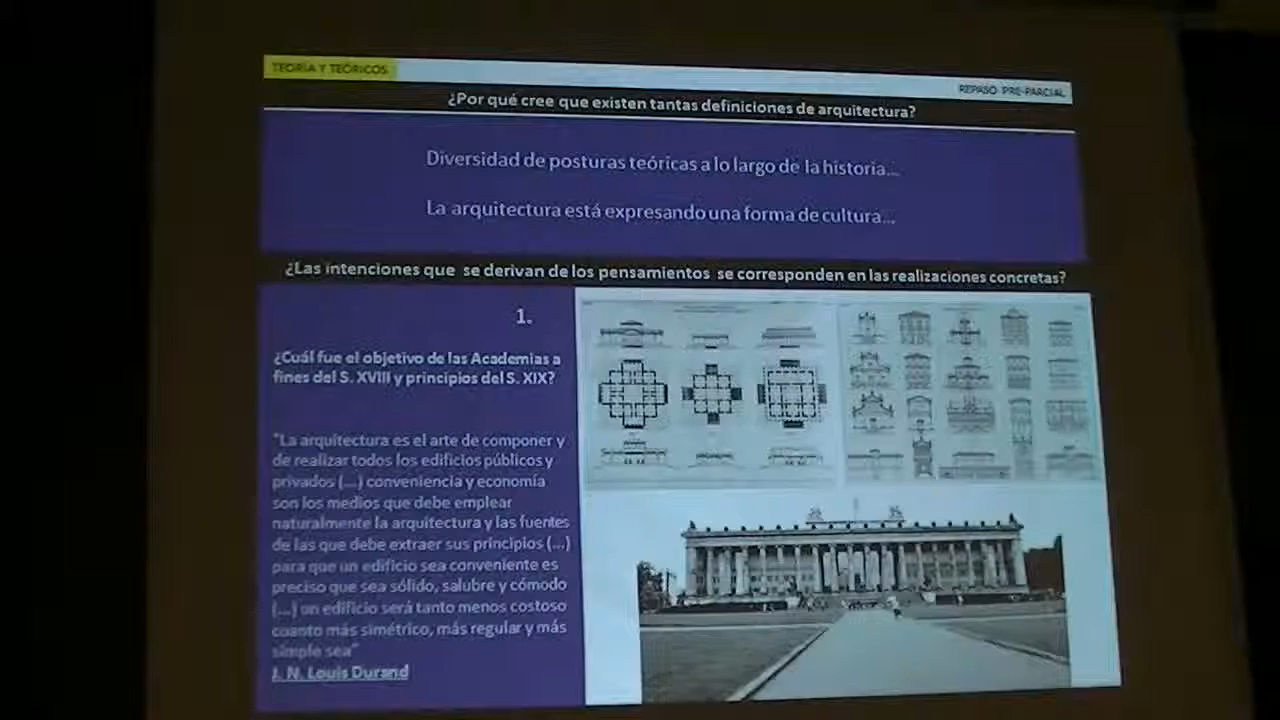 TEORÍA Y TEÓRICOS
REPASO PRE-PARCIAL
¿Por qué cree que existen tantas definiciones de arquitectura?
Diversidad de posturas teóricas a lo largo de la historia...
La arquitectura está expresando una forma de cultura...
¿Las intenciones que se derivan de los pensamientos se corresponden en las realizaciones concretas?
1.
¿Cuál fue el objetivo de las Academias a
fines del S. XVIII y principios del S. XIX?
"La arquitectura es el arte de componer y
de realizar todos los edificios públicos y
privados (...) conveniencia y economía
son los medios que debe emplear
naturalmente la arquitectura y las fuentes
de las que debe extraer sus principios (...)
para que un edificio sea conveniente es
preciso que sea sólido, salubre y cómodo
(...) un edificio será tanto menos costoso
cuanto más simétrico, más regular y más
simple sea"
J. N. Louis Durand